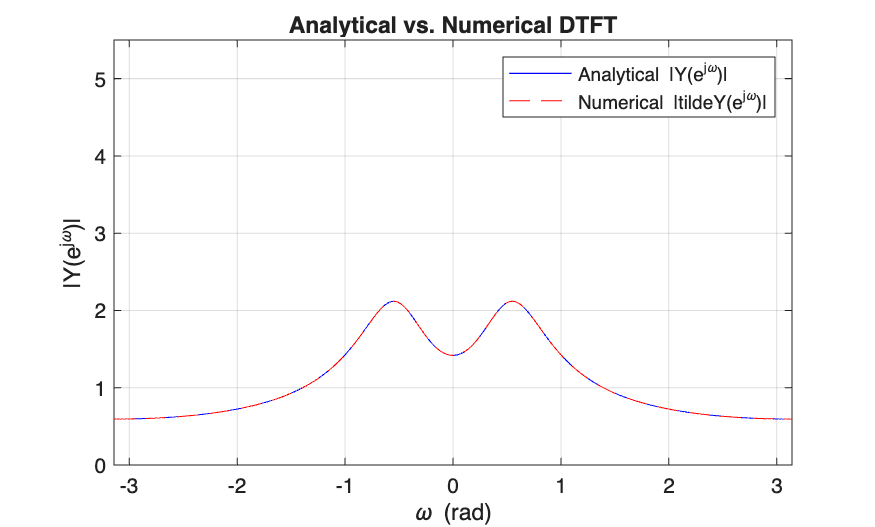 Analytical vs. Numerical DTFT
Analytical |Y(e^{jω})|
Numerical |tildeY(e^{jω})|
|Y(e^{jω})|
5
4
3
2
1
0
-3 -2 -1 0 1 2 3
ω (rad)